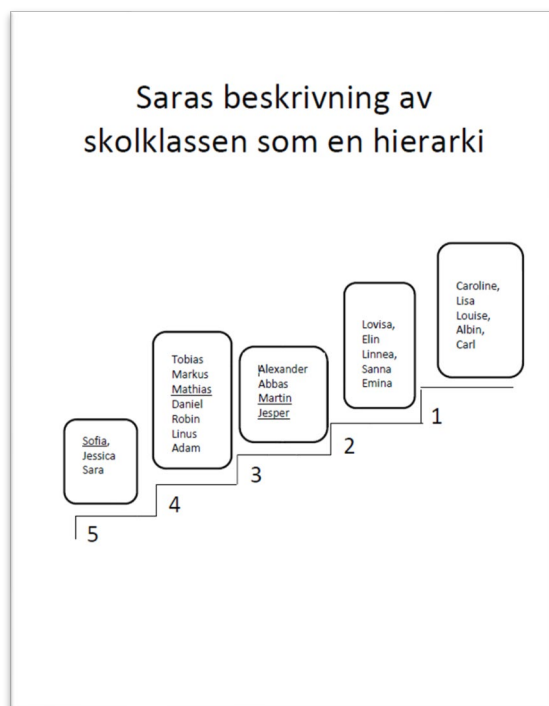 Saras beskrivning av
skolklassen som en hierarki
Sofia,
Jessica
Sara
5
Tobias
Markus
Mathias
Daniel
Robin
Linus
Adam
4
Alexander
Abbas
Martin
Jesper
3
Lovisa,
Elin
Linnea,
Sanna
Emina
2
Caroline,
Lisa
Louise,
Albin,
Carl
1